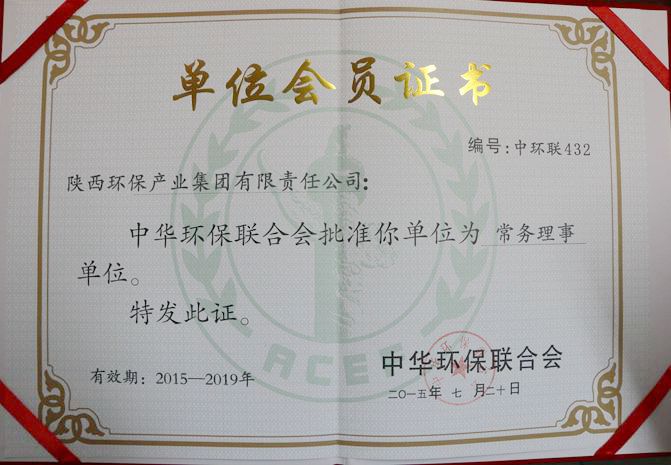 单位会员证书
编号:中环联432
陕西环保产业集团有限责任公司:
中华环保联合会批准你单位为 常务理事
单位。
特发此证。
ACEF
中华环保联合会
有效期: 2015—2019年
二〇一五年 七 月二十日